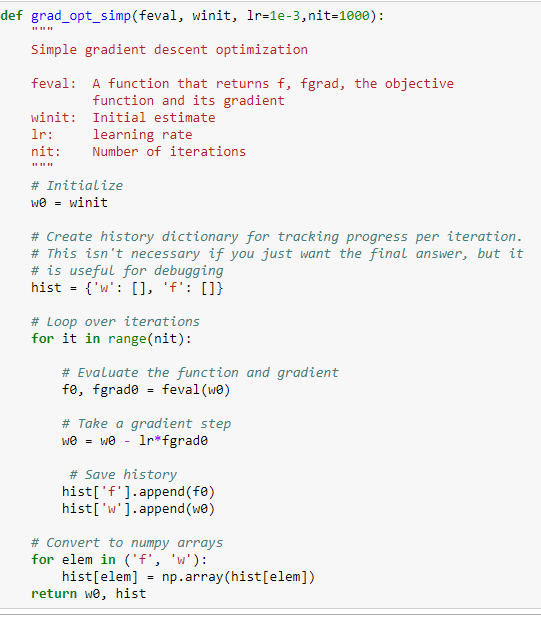 def grad_opt_simp(feval, winit, lr=1e-3,nit=1000):
    """
    Simple gradient descent optimization

    feval:  A function that returns f, fgrad, the objective
            function and its gradient
    winit:  Initial estimate
    lr:     learning rate
    nit:    Number of iterations
    """
    # Initialize
    w0 = winit

    # Create history dictionary for tracking progress per iteration.
    # This isn't necessary if you just want the final answer, but it
    # is useful for debugging
    hist = {'w': [], 'f': []}

    # Loop over iterations
    for it in range(nit):

        # Evaluate the function and gradient
        f0, fgrad0 = feval(w0)

        # Take a gradient step
        w0 = w0 - lr*fgrad0

         # Save history
        hist['f'].append(f0)
        hist['w'].append(w0)

    # Convert to numpy arrays
    for elem in ('f', 'w'):
        hist[elem] = np.array(hist[elem])
    return w0, hist